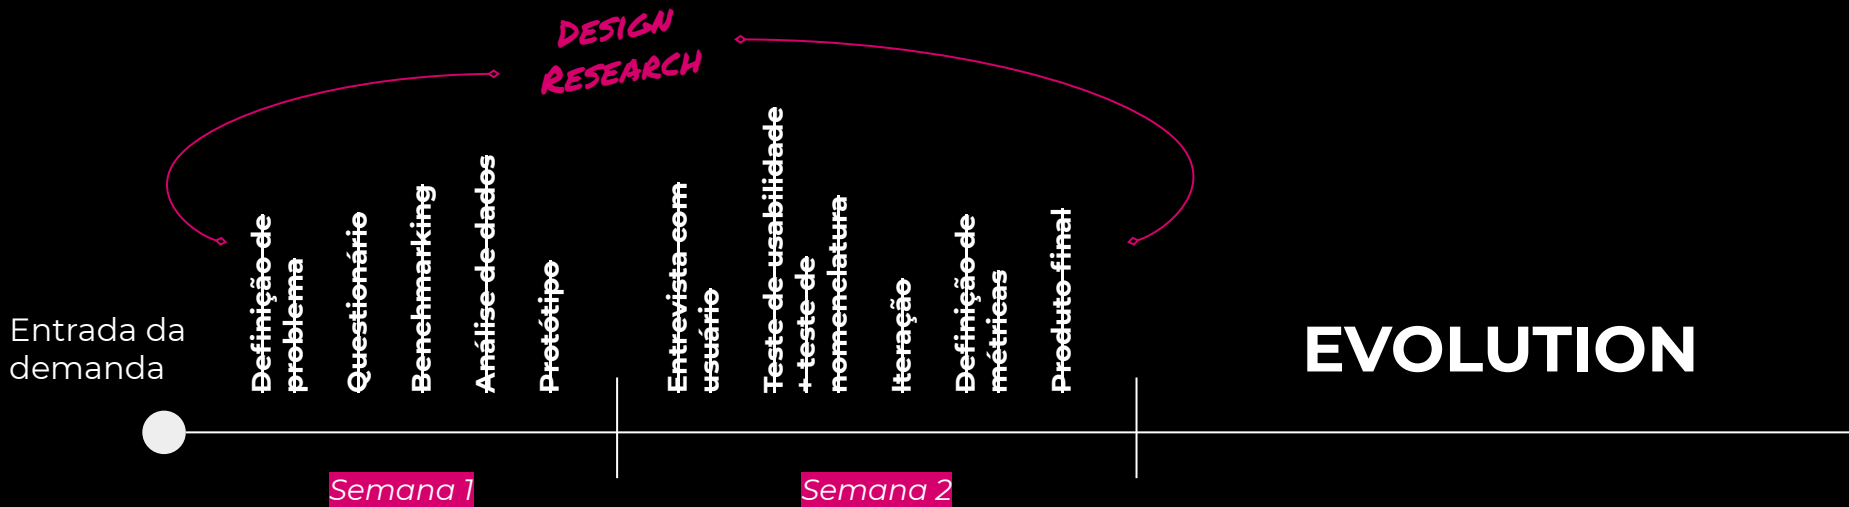 DESIGN
RESEARCH
Entrada da
demanda
Definição de
problema
Questionário
Benchmarking
Análise de dados
Protótipo
Entrevista com
usuário
Teste de usabilidade
+ teste de
nomenclatura
Iteração
Definição de
métricas
Produto final
EVOLUTION
Semana 1
Semana 2